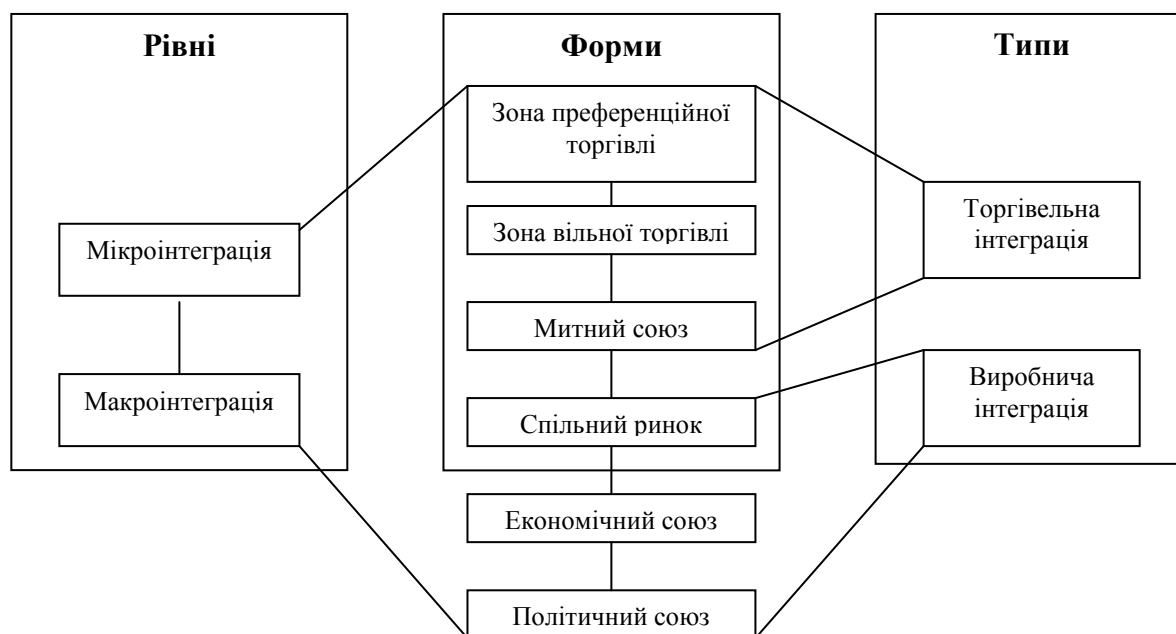 Рівні
Мікроінтеграція
Макроінтеграція
Форми
Зона преференційної
торгівлі
Зона вільної торгівлі
Митний союз
Спільний ринок
Економічний союз
Політичний союз
Типи
Торгівельна
інтеграція
Виробнича
інтеграція